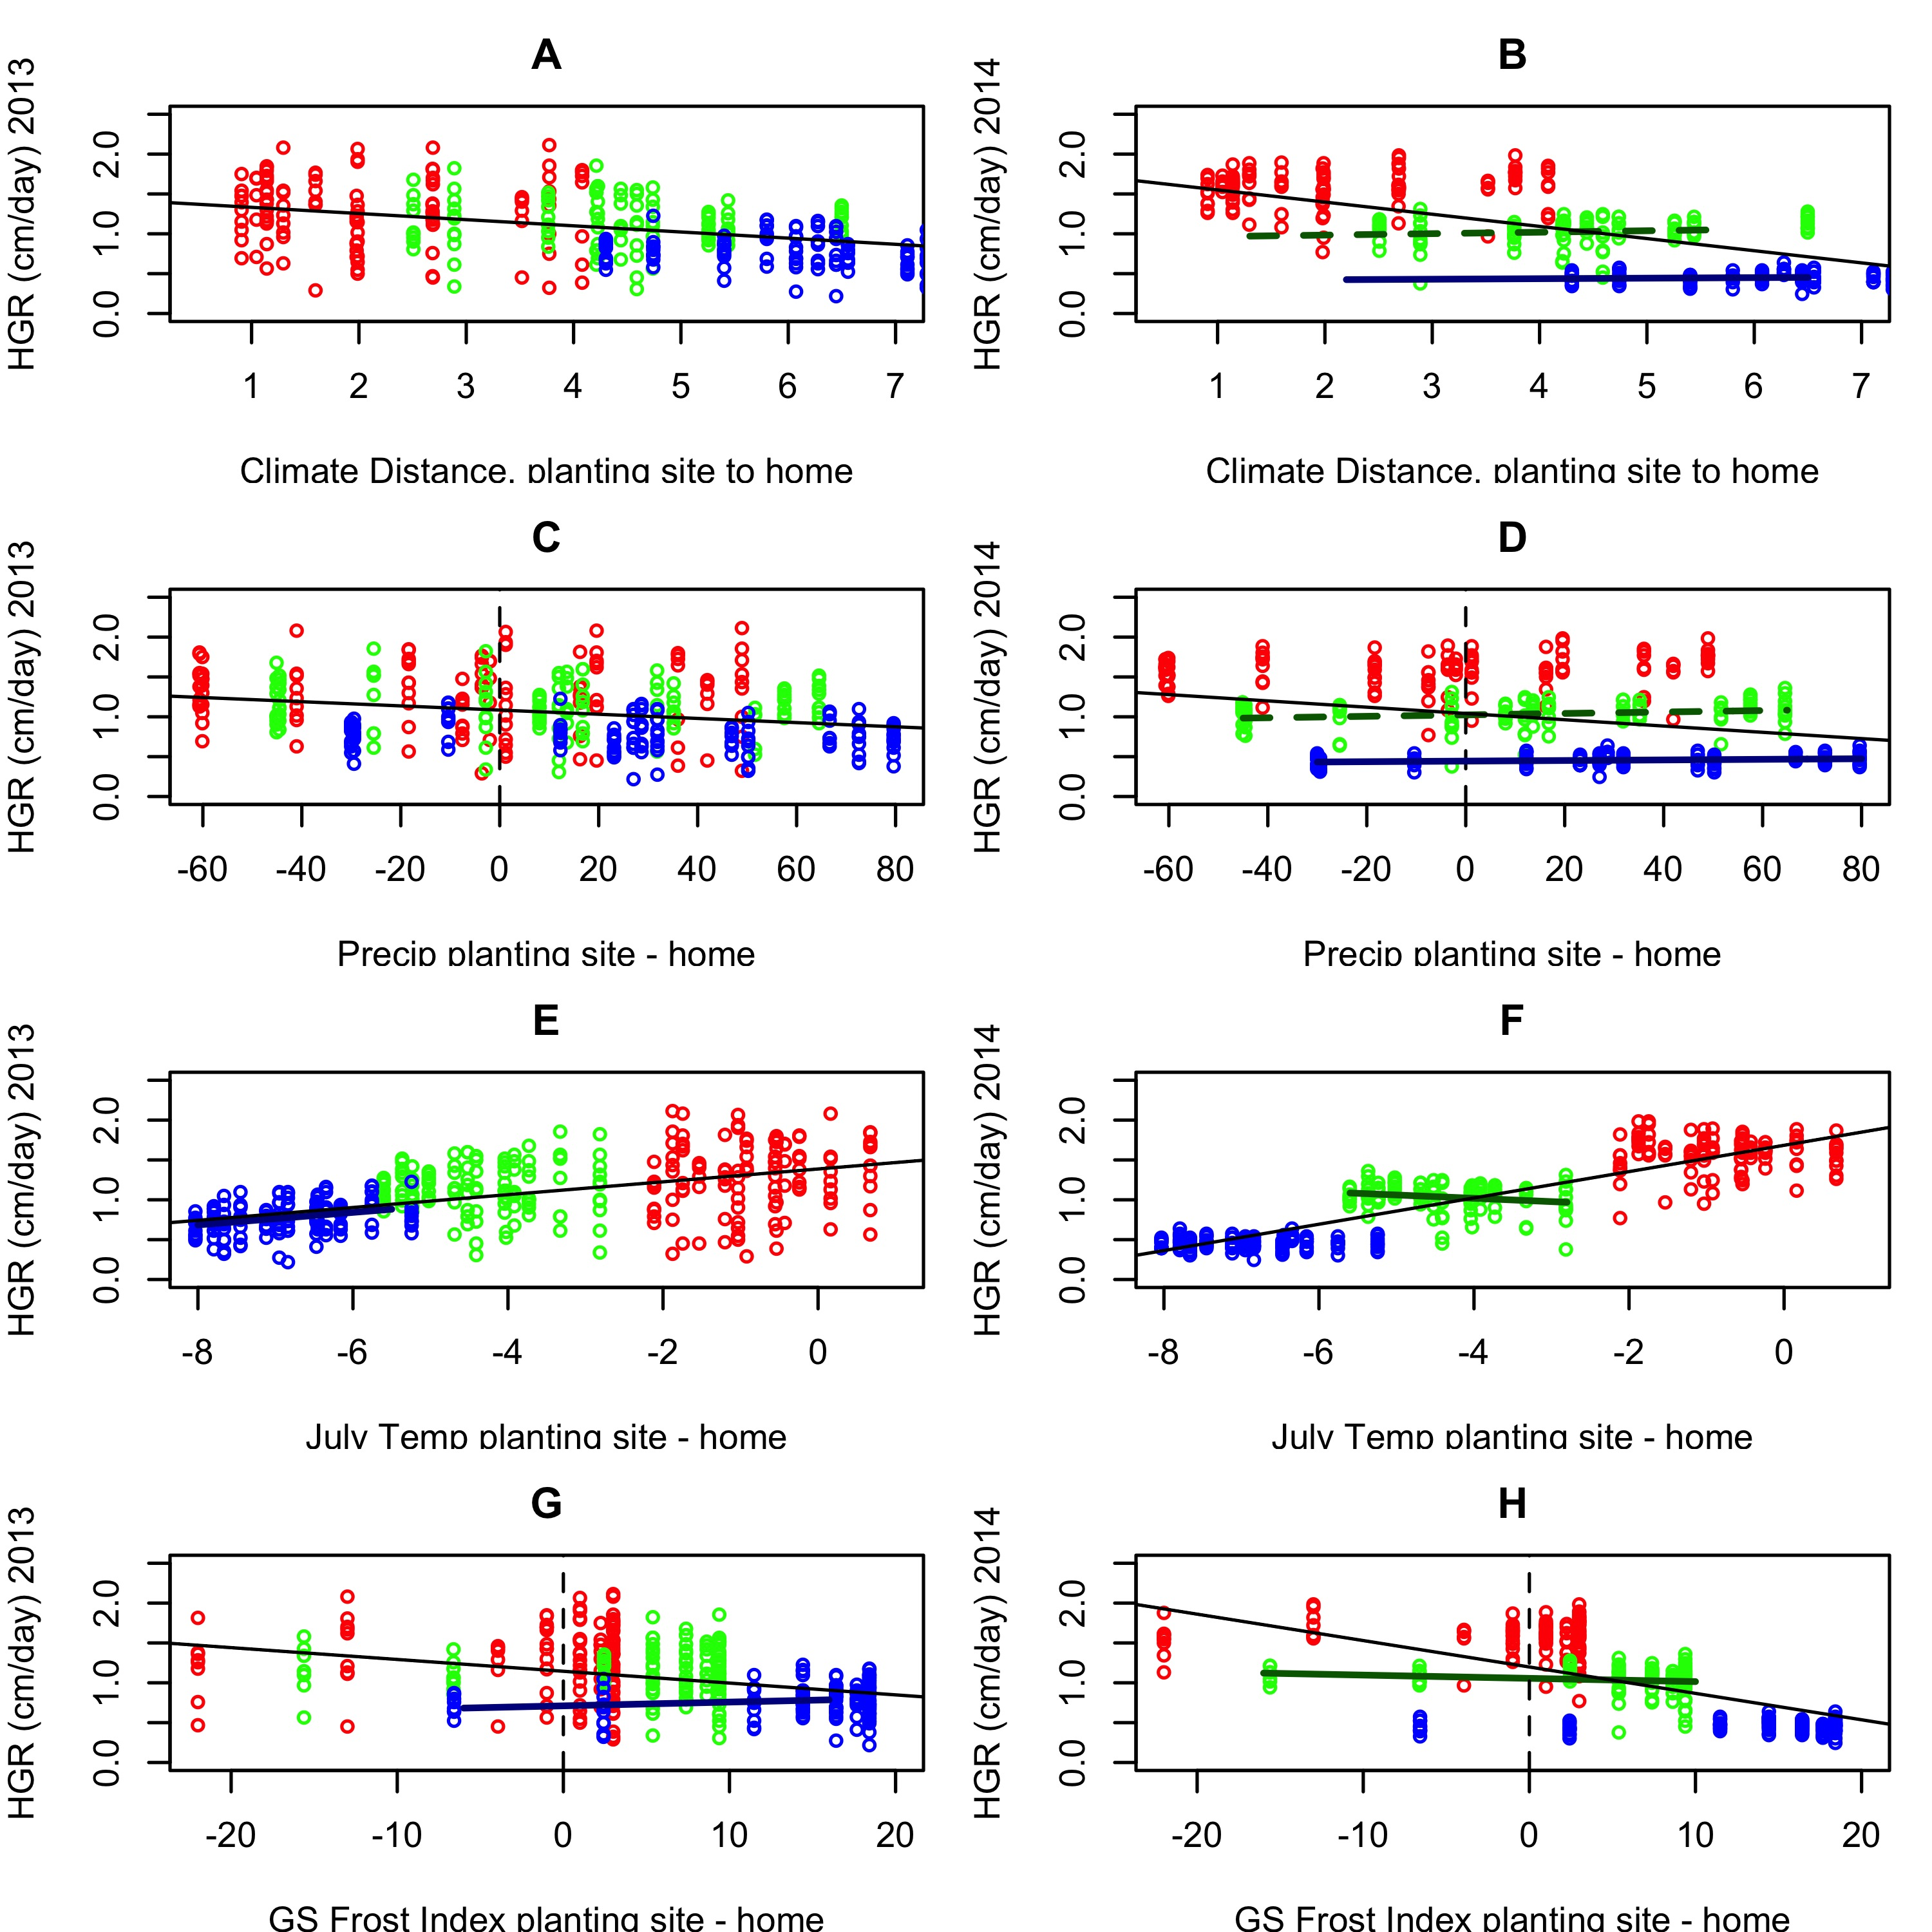 A
HGR (cm/day) 2013
0.0 1.0 2.0
1 2 3 4 5 6 7
Climate Distance, planting site to home
B
HGR (cm/day) 2014
0.0 1.0 2.0
1 2 3 4 5 6 7
Climate Distance, planting site to home
C
HGR (cm/day) 2013
0.0 1.0 2.0
-60 -40 -20 0 20 40 60 80
Precip planting site - home
D
HGR (cm/day) 2014
0.0 1.0 2.0
-60 -40 -20 0 20 40 60 80
Precip planting site - home
E
HGR (cm/day) 2013
0.0 1.0 2.0
-8 -6 -4 -2 0
July Temp planting site - home
F
HGR (cm/day) 2014
0.0 1.0 2.0
-8 -6 -4 -2 0
July Temp planting site - home
G
HGR (cm/day) 2013
0.0 1.0 2.0
-20 -10 0 10 20
GS Frost Index planting site - home
H
HGR (cm/day) 2014
0.0 1.0 2.0
-20 -10 0 10 20
GS Frost Index planting site - home